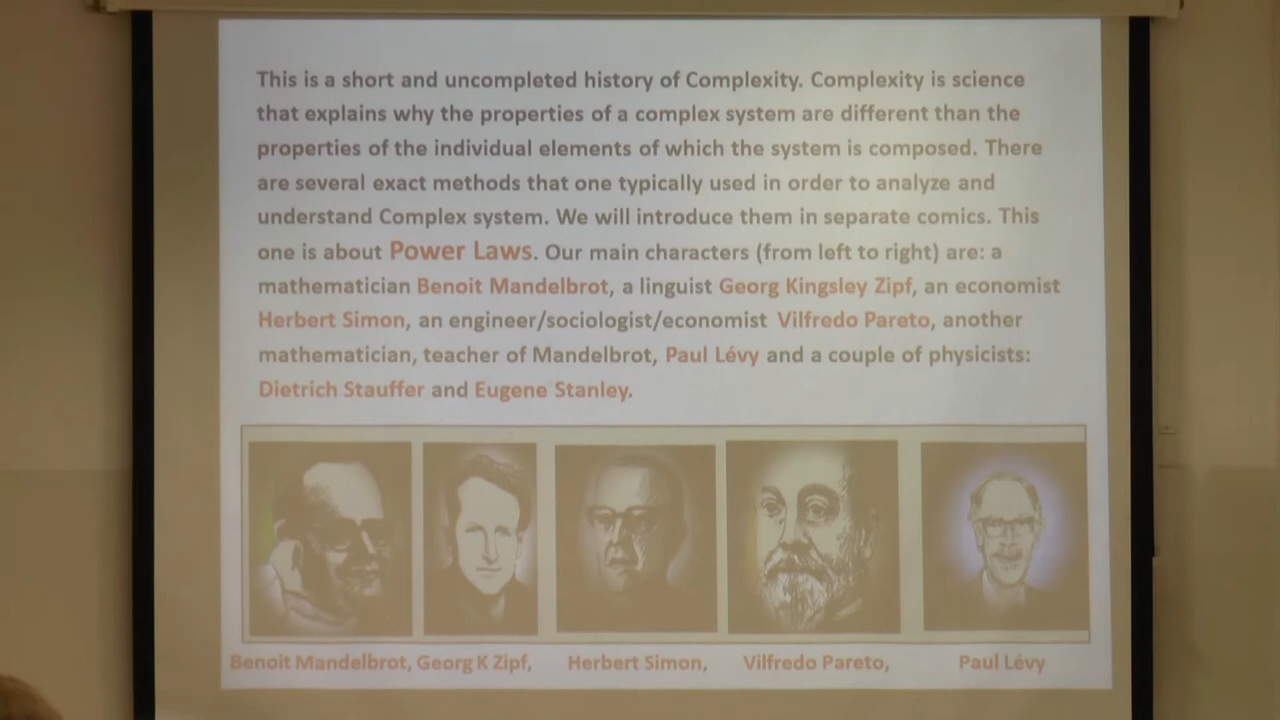 This is a short and uncompleted history of Complexity. Complexity is science
that explains why the properties of a complex system are different than the
properties of the individual elements of which the system is composed. There
are several exact methods that one typically used in order to analyze and
understand Complex system. We will introduce them in separate comics. This
one is about Power Laws. Our main characters (from left to right) are: a
mathematician Benoit Mandelbrot, a linguist Georg Kingsley Zipf, an economist
Herbert Simon, an engineer/sociologist/economist Vilfredo Pareto, another
mathematician, teacher of Mandelbrot, Paul Lévy and a couple of physicists:
Dietrich Stauffer and Eugene Stanley.
Benoit Mandelbrot, Georg K Zipf, Herbert Simon, Vilfredo Pareto, Paul Lévy